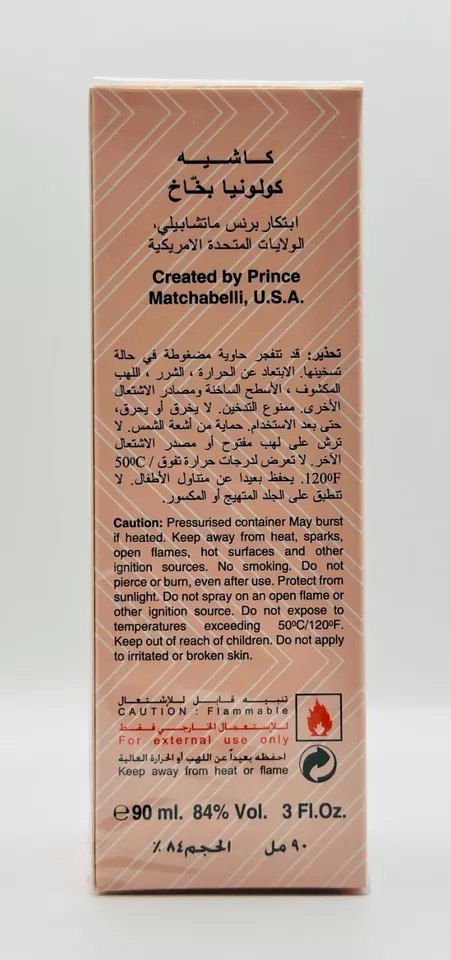 كاشيه
كولونيا بخّاخ
ابتكار برنس ماتشابيلي،
الولايات المتحدة الامريكية
Created by Prince
Matchabelli, U.S.A.
تحذير: قد تنفجر حاوية مضغوطة في حالة
تسخينها. الابتعاد عن الحرارة ، الشرر ، اللهب
المكشوف ، الأسطح الساخنة ومصادر الاشتعال
الأخرى. ممنوع التدخين. لا يخرق أو يحرق،
حتى بعد الاستخدام. حماية من أشعة الشمس. لا
ترش على لهب مفتوح أو مصدر الاشتعال
الآخر. لا تعرض لدرجات حرارة تفوق / 500C
1200F. يحفظ بعيدا عن متناول الأطفال. لا
تنطبق على الجلد المتهيج أو المكسور.
Caution: Pressurised container May burst
if heated. Keep away from heat, sparks,
open flames, hot surfaces and other
ignition sources. No smoking. Do not
pierce or burn, even after use. Protect from
sunlight. Do not spray on an open flame or
other ignition source. Do not expose to
temperatures exceeding 50ºC/120ºF.
Keep out of reach of children. Do not apply
to irritated or broken skin.
تنبيه قابل للاشتعال
CAUTION : Flammable
للإستعمال الخارجي فقط
For external use only
احفظه بعيداً عن اللهب أو الحرارة العالية
Keep away from heat or flame
℮ 90 ml. 84% Vol. 3 Fl.Oz.
٩٠ مل الحجم ٨٤ ٪